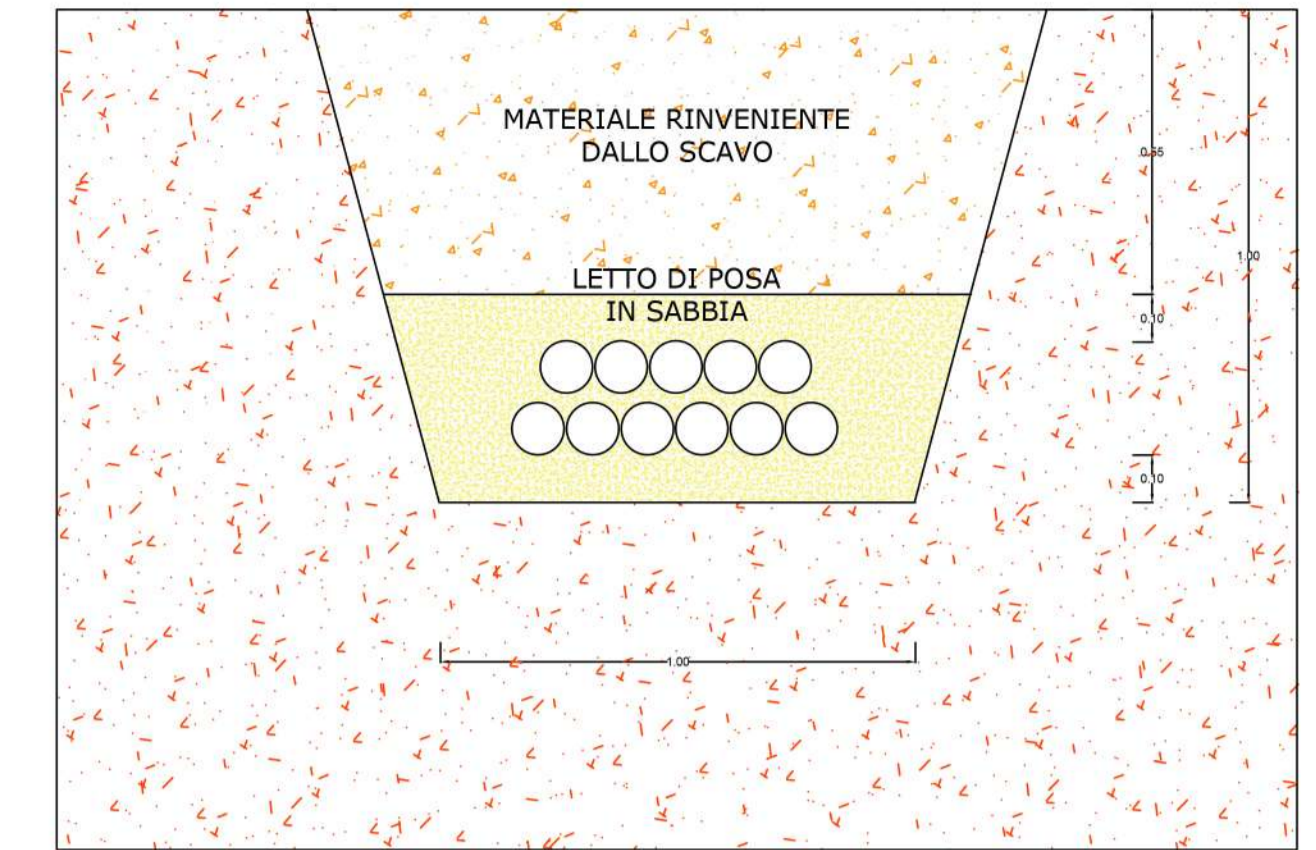 MATERIALE RINVENIENTE
DALLO SCAVO
1.00
LETTO DI POSA
IN SABBIA
0.10
0.10
1.00